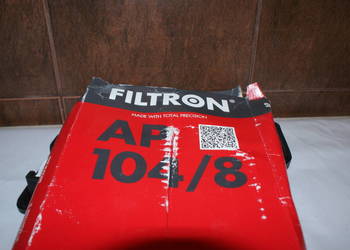 FILTRON®
MADE WITH TOTAL PRECISION
AP
104/8